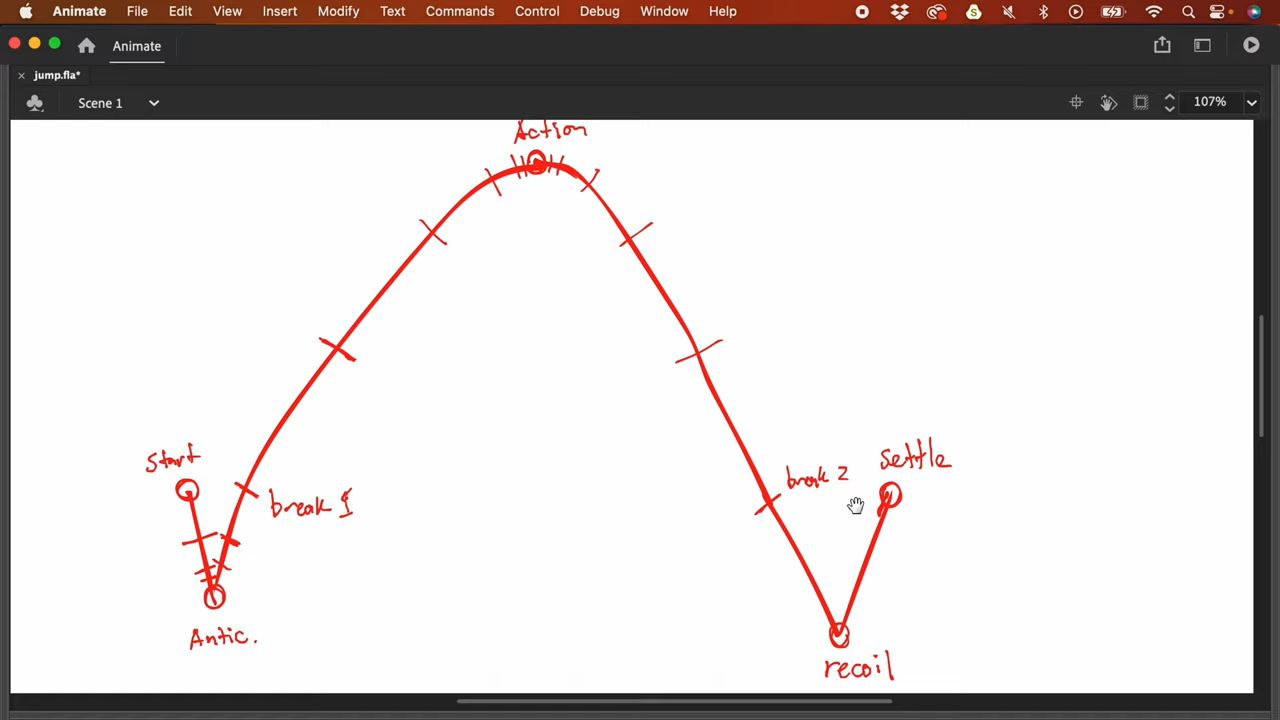 Animate File Edit View Insert Modify Text Commands Control Debug Window Help
Animate
× jump.fla*
Scene 1 107%
Action
start
settle
break 2
break 1
Antic.
recoil